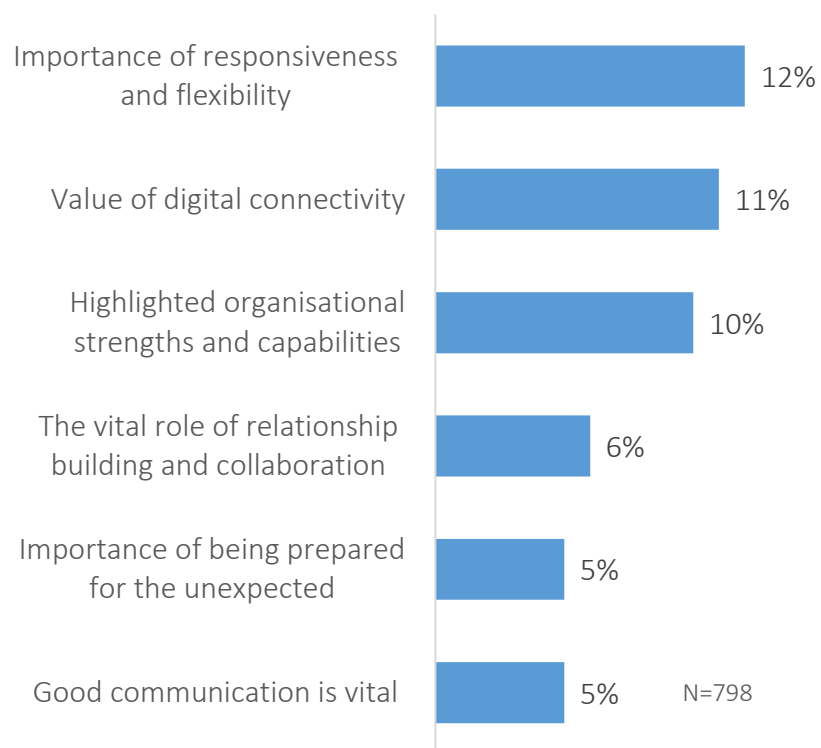 Importance of responsiveness
and flexibility
12%
Value of digital connectivity
11%
Highlighted organisational
strengths and capabilities
10%
The vital role of relationship
building and collaboration
6%
Importance of being prepared
for the unexpected
5%
Good communication is vital
5%
N=798